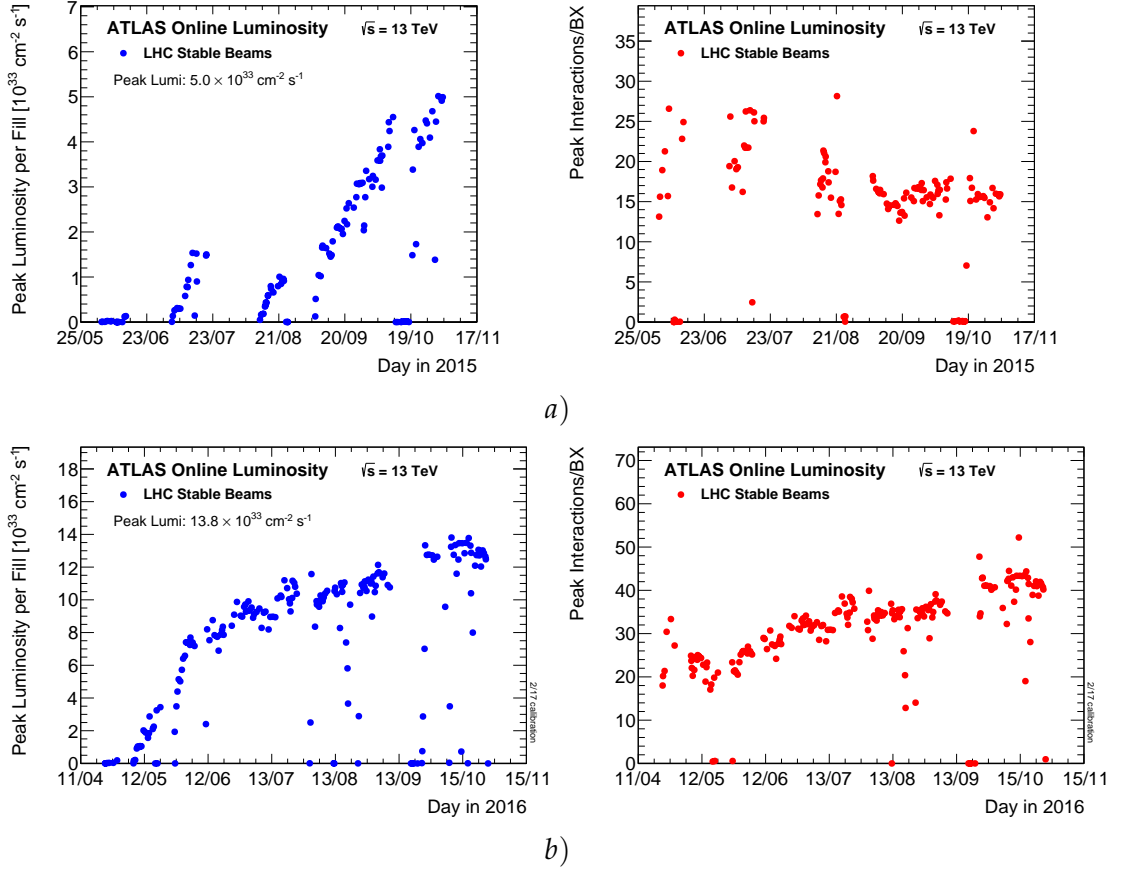 ATLAS Online Luminosity √s = 13 TeV
LHC Stable Beams
Peak Lumi: 5.0 × 10³³ cm⁻² s⁻¹
Peak Luminosity per Fill [10³³ cm⁻² s⁻¹]
7
6
5
4
3
2
1
0
25/05 23/06 23/07 21/08 20/09 19/10 17/11
Day in 2015
ATLAS Online Luminosity √s = 13 TeV
LHC Stable Beams
Peak Interactions/BX
35
30
25
20
15
10
5
0
25/05 23/06 23/07 21/08 20/09 19/10 17/11
Day in 2015
a)
ATLAS Online Luminosity √s = 13 TeV
LHC Stable Beams
Peak Lumi: 13.8 × 10³³ cm⁻² s⁻¹
Peak Luminosity per Fill [10³³ cm⁻² s⁻¹]
18
16
14
12
10
8
6
4
2
0
11/04 12/05 12/06 13/07 13/08 13/09 15/10 15/11
Day in 2016
2/17 calibration
ATLAS Online Luminosity √s = 13 TeV
LHC Stable Beams
Peak Interactions/BX
70
60
50
40
30
20
10
0
11/04 12/05 12/06 13/07 13/08 13/09 15/10 15/11
Day in 2016
2/17 calibration
b)